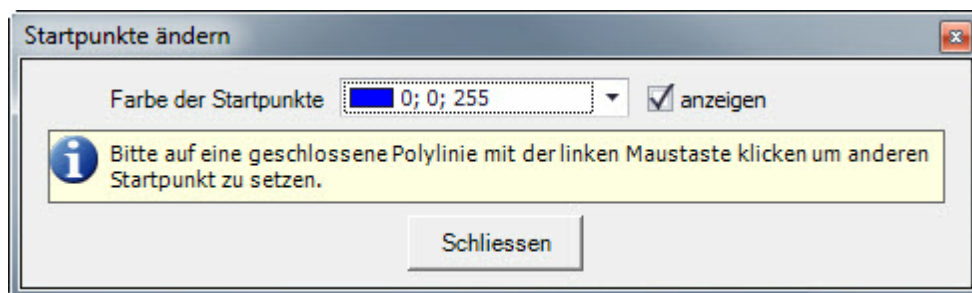 Startpunkte ändern
Farbe der Startpunkte 0; 0; 255 anzeigen
Bitte auf eine geschlossene Polylinie mit der linken Maustaste klicken um anderen
Startpunkt zu setzen.
Schliessen